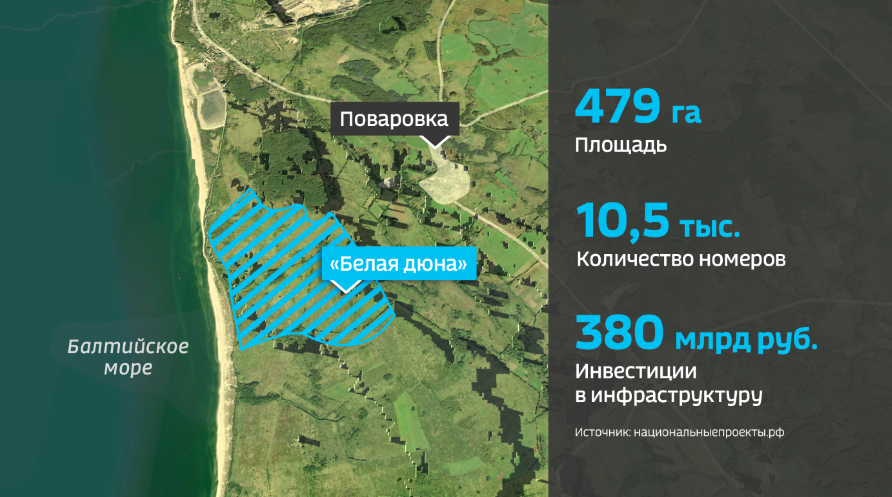 Поваровка
«Белая дюна»
Балтийское
море
479 га
Площадь
10,5 тыс.
Количество номеров
380 млрд руб.
Инвестиции
в инфраструктуру
Источник: национальныепроекты.рф